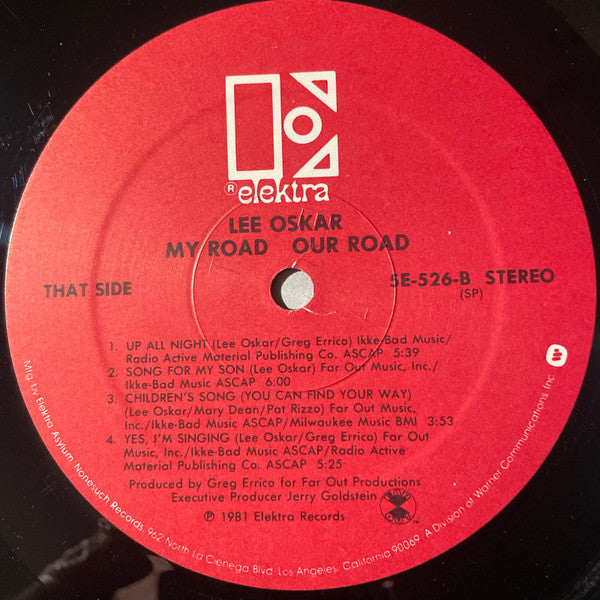 ® elektra
LEE OSKAR
MY ROAD OUR ROAD
THAT SIDE
5E-526-B STEREO
(SP)
1. UP ALL NIGHT (Lee Oskar/Greg Errico) Ikke-Bad Music/
Radio Active Material Publishing Co. ASCAP 5:39
2. SONG FOR MY SON (Lee Oskar) Far Out Music, Inc./
Ikke-Bad Music ASCAP 6:00
3. CHILDREN'S SONG (YOU CAN FIND YOUR WAY)
(Lee Oskar/Mary Dean/Pat Rizzo) Far Out Music,
Inc./Ikke-Bad Music ASCAP/Milwaukee Music BMI 3:53
4. YES, I'M SINGING (Lee Oskar/Greg Errico) Far Out
Music, Inc./Ikke-Bad Music ASCAP/Radio Active
Material Publishing Co. ASCAP 5:25
Produced by Greg Errico for Far Out Productions
Executive Producer Jerry Goldstein
℗ 1981 Elektra Records
Mfg. by Elektra/Asylum/Nonesuch Records, 962 North La Cienega Blvd. Los Angeles, California 90069. A Division of Warner Communications Inc.